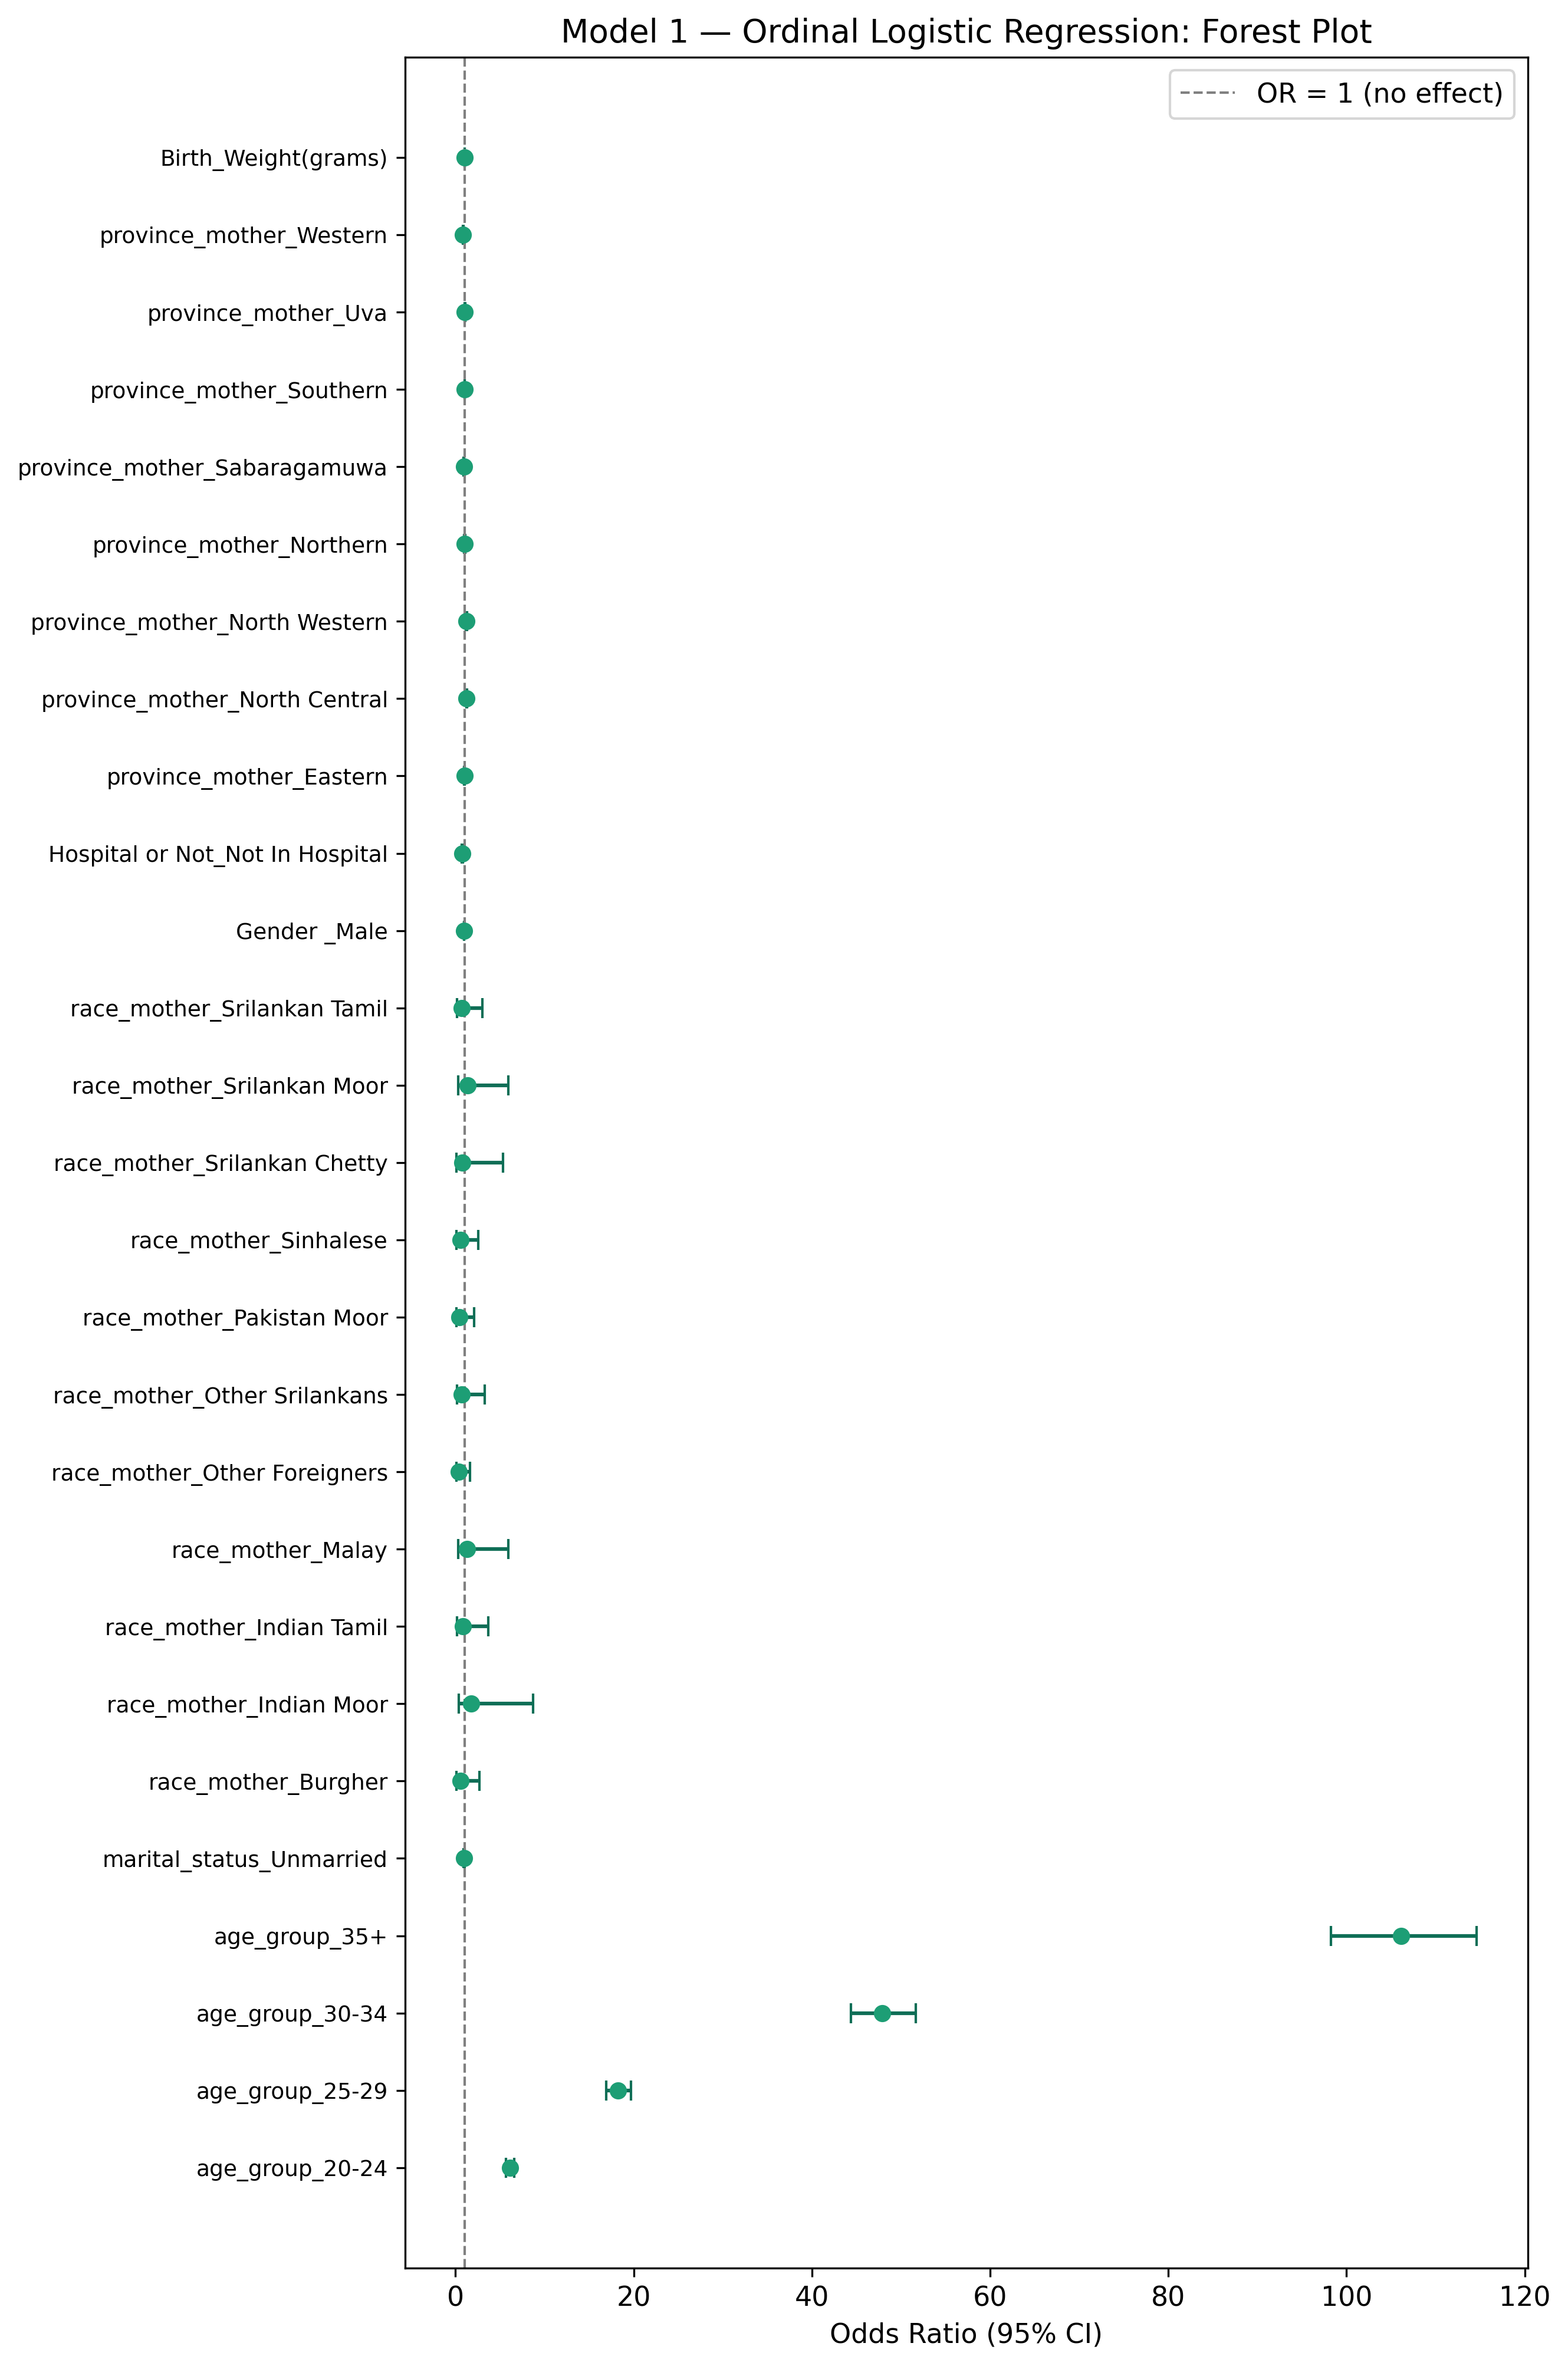 Model 1 — Ordinal Logistic Regression: Forest Plot
OR = 1 (no effect)
Birth_Weight(grams)
province_mother_Western
province_mother_Uva
province_mother_Southern
province_mother_Sabaragamuwa
province_mother_Northern
province_mother_North Western
province_mother_North Central
province_mother_Eastern
Hospital or Not_Not In Hospital
Gender _Male
race_mother_Srilankan Tamil
race_mother_Srilankan Moor
race_mother_Srilankan Chetty
race_mother_Sinhalese
race_mother_Pakistan Moor
race_mother_Other Srilankans
race_mother_Other Foreigners
race_mother_Malay
race_mother_Indian Tamil
race_mother_Indian Moor
race_mother_Burgher
marital_status_Unmarried
age_group_35+
age_group_30-34
age_group_25-29
age_group_20-24
0 20 40 60 80 100 120
Odds Ratio (95% CI)